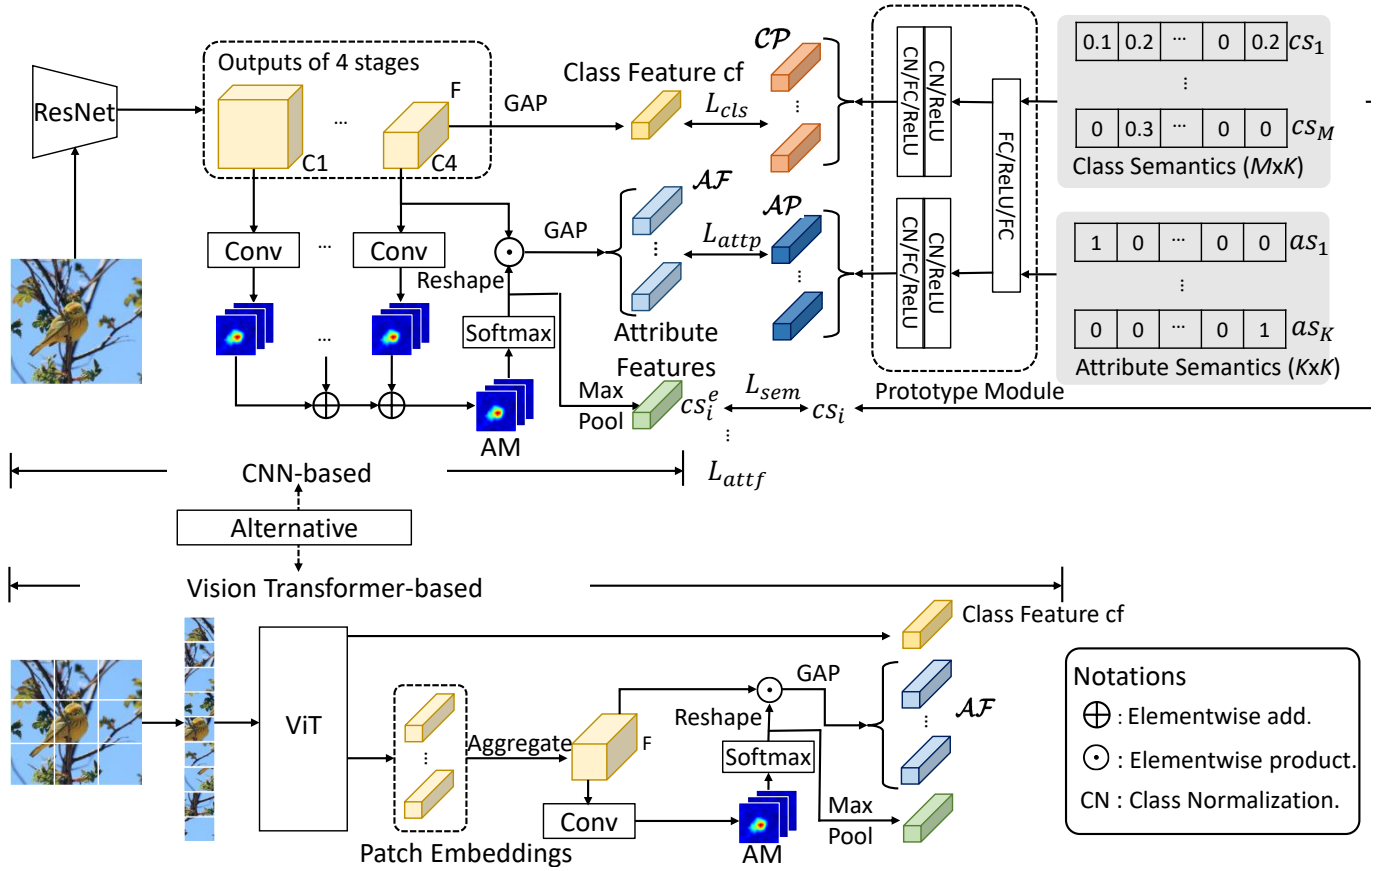 Outputs of 4 stages
ResNet
F
...
C1
C4
GAP
Class Feature cf
L_cls
CP
CN/FC/ReLU
CN/ReLU
FC/ReLU/FC
0.1 0.2 ... 0 0.2 cs_1
...
0 0.3 ... 0 0 cs_M
Class Semantics (MxK)
Conv
...
Conv
Reshape
GAP
AF
...
L_attp
AP
...
CN/FC/ReLU
CN/ReLU
1 0 ... 0 0 as_1
...
0 0 ... 0 1 as_K
Attribute Semantics (KxK)
Prototype Module
Softmax
Attribute
Features
...
AM
Max
Pool
cs_i^e
L_sem
cs_i
...
L_attf
CNN-based
Alternative
Vision Transformer-based
ViT
...
Patch Embeddings
Aggregate
F
Conv
Reshape
Softmax
AM
GAP
Max
Pool
Class Feature cf
...
AF
Notations
⊕ : Elementwise add.
⊙ : Elementwise product.
CN : Class Normalization.